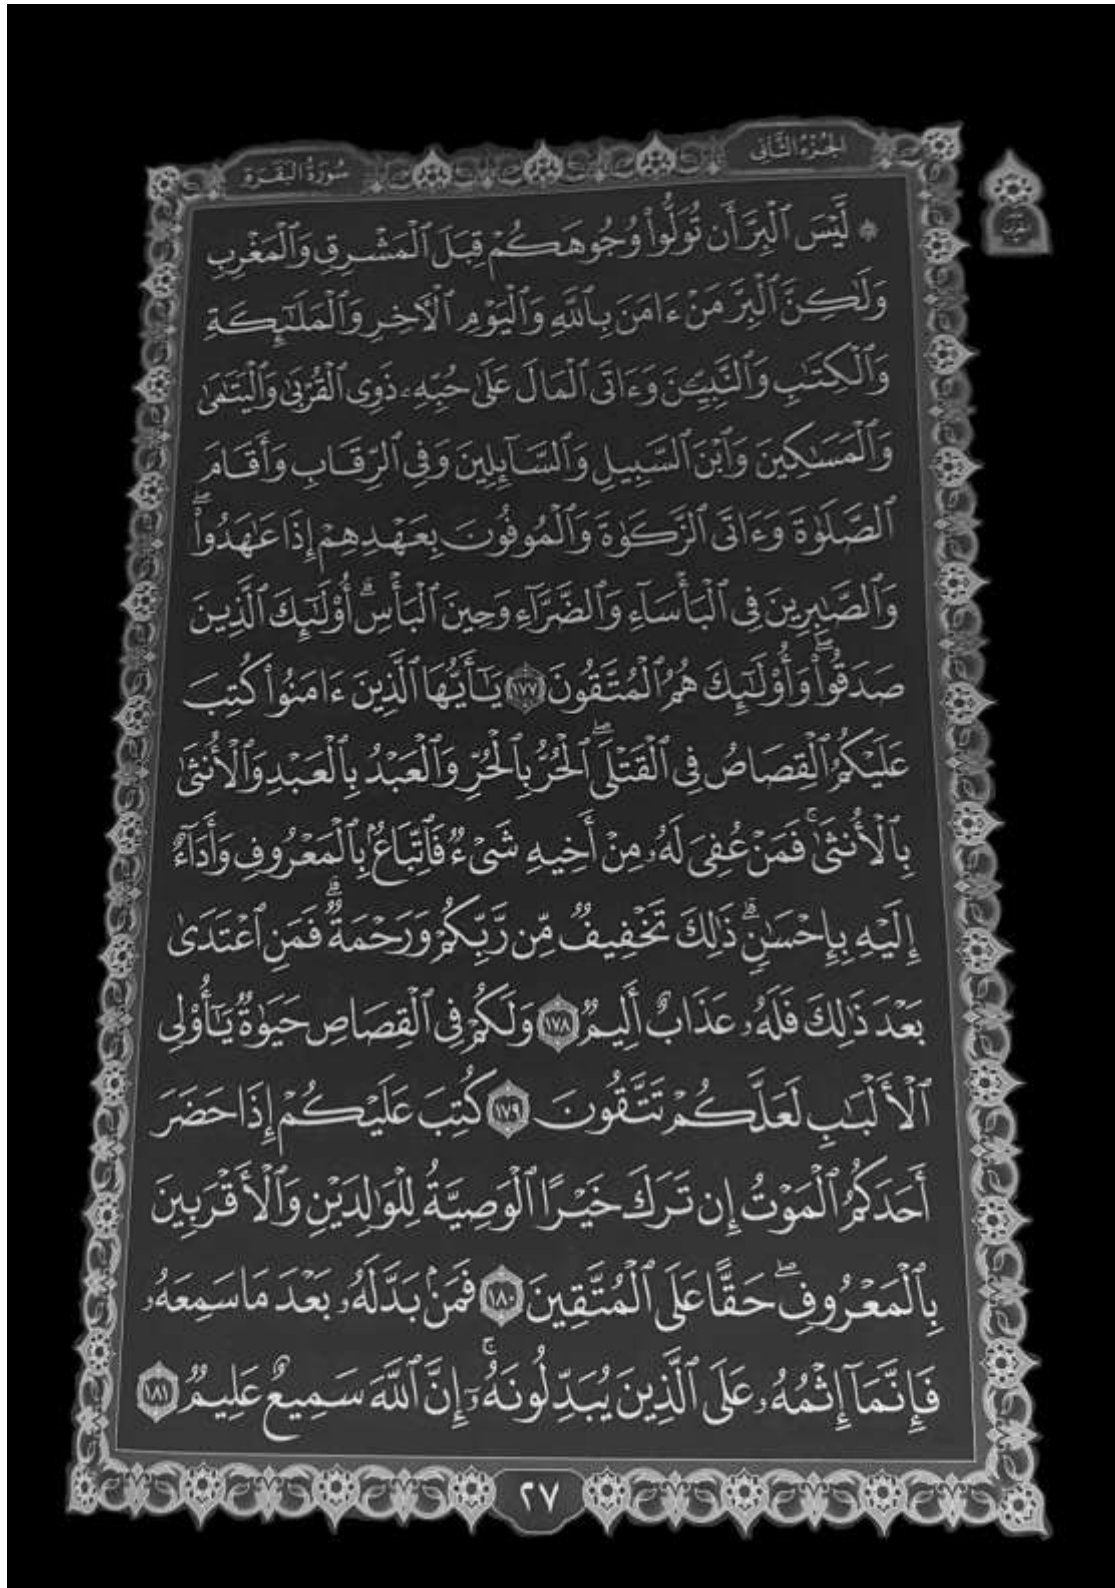 الجُزْءُ الثَّانِي
سُورَةُ البَقَرَةِ
۞ لَّيْسَ ٱلْبِرَّ أَن تُوَلُّوا۟ وُجُوهَكُمْ قِبَلَ ٱلْمَشْرِقِ وَٱلْمَغْرِبِ
وَلَٰكِنَّ ٱلْبِرَّ مَنْ ءَامَنَ بِٱللَّهِ وَٱلْيَوْمِ ٱلْءَاخِرِ وَٱلْمَلَٰٓئِكَةِ
وَٱلْكِتَٰبِ وَٱلنَّبِيِّۦنَ وَءَاتَى ٱلْمَالَ عَلَىٰ حُبِّهِۦ ذَوِى ٱلْقُرْبَىٰ وَٱلْيَتَٰمَىٰ
وَٱلْمَسَٰكِينَ وَٱبْنَ ٱلسَّبِيلِ وَٱلسَّآئِلِينَ وَفِى ٱلرِّقَابِ وَأَقَامَ
ٱلصَّلَوٰةَ وَءَاتَى ٱلزَّكَوٰةَ وَٱلْمُوفُونَ بِعَهْدِهِمْ إِذَا عَٰهَدُوا۟ۖ
وَٱلصَّٰبِرِينَ فِى ٱلْبَأْسَآءِ وَٱلضَّرَّآءِ وَحِينَ ٱلْبَأْسِۗ أُو۟لَٰٓئِكَ ٱلَّذِينَ
صَدَقُوا۟ۖ وَأُو۟لَٰٓئِكَ هُمُ ٱلْمُتَّقُونَ ١٧٧ يَٰٓأَيُّهَا ٱلَّذِينَ ءَامَنُوا۟ كُتِبَ
عَلَيْكُمُ ٱلْقِصَاصُ فِى ٱلْقَتْلَىۖ ٱلْحُرُّ بِٱلْحُرِّ وَٱلْعَبْدُ بِٱلْعَبْدِ وَٱلْأُنثَىٰ
بِٱلْأُنثَىٰۚ فَمَنْ عُفِىَ لَهُۥ مِنْ أَخِيهِ شَىْءٌ فَٱتِّبَاعٌۢ بِٱلْمَعْرُوفِ وَأَدَآءٌ
إِلَيْهِ بِإِحْسَٰنٍۗ ذَٰلِكَ تَخْفِيفٌ مِّن رَّبِّكُمْ وَرَحْمَةٌۗ فَمَنِ ٱعْتَدَىٰ
بَعْدَ ذَٰلِكَ فَلَهُۥ عَذَابٌ أَلِيمٌ ١٧٨ وَلَكُمْ فِى ٱلْقِصَاصِ حَيَوٰةٌ يَٰٓأُو۟لِى
ٱلْأَلْبَٰبِ لَعَلَّكُمْ تَتَّقُونَ ١٧٩ كُتِبَ عَلَيْكُمْ إِذَا حَضَرَ
أَحَدَكُمُ ٱلْمَوْتُ إِن تَرَكَ خَيْرًا ٱلْوَصِيَّةُ لِلْوَٰلِدَيْنِ وَٱلْأَقْرَبِينَ
بِٱلْمَعْرُوفِۖ حَقًّا عَلَى ٱلْمُتَّقِينَ ١٨٠ فَمَنۢ بَدَّلَهُۥ بَعْدَ مَا سَمِعَهُۥ
فَإِنَّمَآ إِثْمُهُۥ عَلَى ٱلَّذِينَ يُبَدِّلُونَهُۥٓۚ إِنَّ ٱللَّهَ سَمِيعٌ عَلِيمٌ ١٨١
٢٧